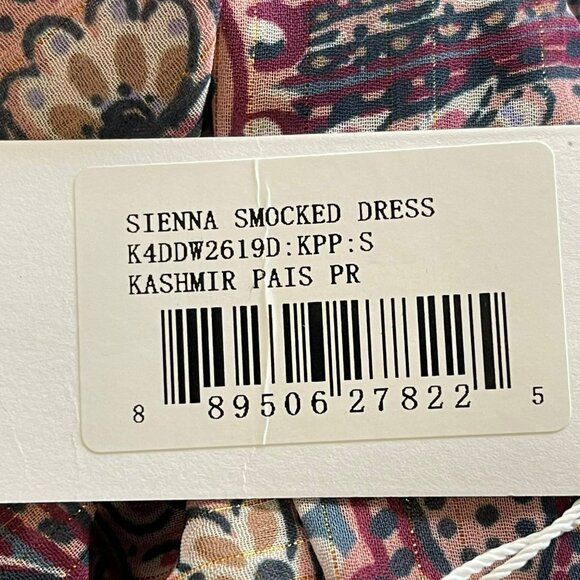 SIENNA SMOCKED DRESS
K4DDW2619D:KPP:S
KASHMIR PAIS PR
8 89506 27822 5